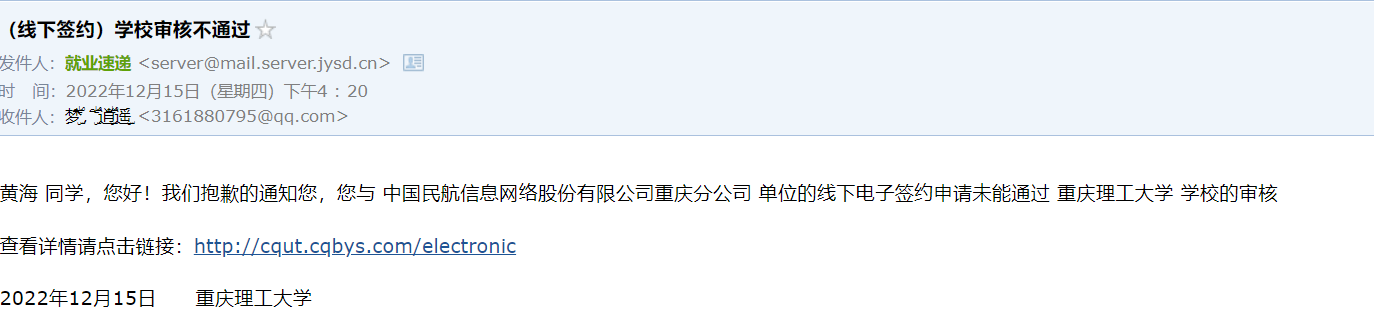 （线下签约）学校审核不通过
发件人：就业速递 <server@mail.server.jysd.cn>
时　间：2022年12月15日（星期四）下午4：20
收件人：梦 逍遥 <3161880795@qq.com>
黄海 同学，您好！我们抱歉的通知您，您与 中国民航信息网络股份有限公司重庆分公司 单位的线下电子签约申请未能通过 重庆理工大学 学校的审核
查看详情请点击链接：http://cqut.cqbys.com/electronic
2022年12月15日　　重庆理工大学